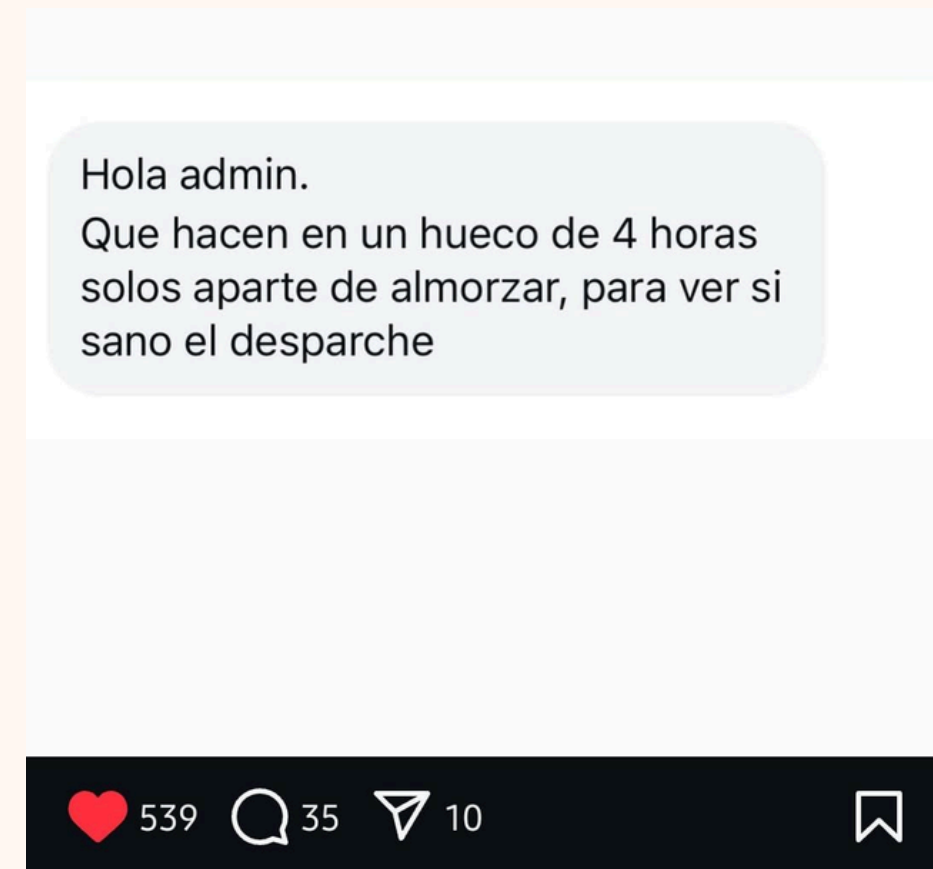 Hola admin.
Que hacen en un hueco de 4 horas
solos aparte de almorzar, para ver si
sano el desparche
539 35 10